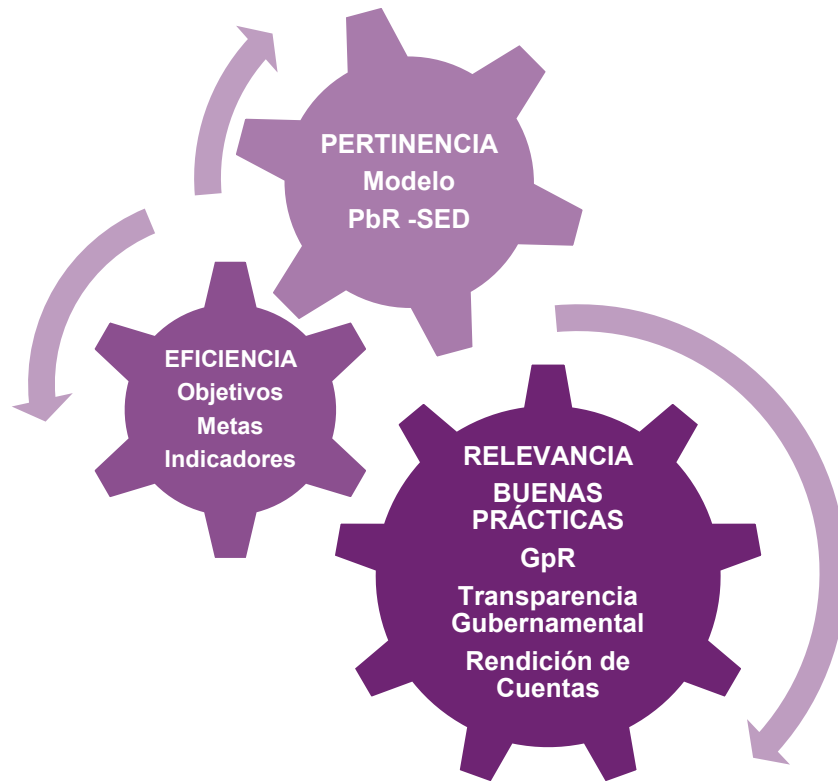 PERTINENCIA
Modelo
PbR -SED
EFICIENCIA
Objetivos
Metas
Indicadores
RELEVANCIA
BUENAS
PRÁCTICAS
GpR
Transparencia
Gubernamental
Rendición de
Cuentas